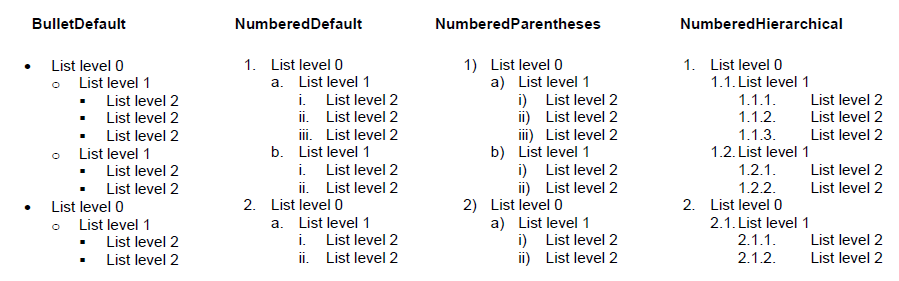 BulletDefault
• List level 0
o List level 1
▪ List level 2
▪ List level 2
▪ List level 2
o List level 1
▪ List level 2
▪ List level 2
• List level 0
o List level 1
▪ List level 2
▪ List level 2
NumberedDefault
1. List level 0
a. List level 1
i. List level 2
ii. List level 2
iii. List level 2
b. List level 1
i. List level 2
ii. List level 2
2. List level 0
a. List level 1
i. List level 2
ii. List level 2
NumberedParentheses
1) List level 0
a) List level 1
i) List level 2
ii) List level 2
iii) List level 2
b) List level 1
i) List level 2
ii) List level 2
2) List level 0
a) List level 1
i) List level 2
ii) List level 2
NumberedHierarchical
1. List level 0
1.1. List level 1
1.1.1. List level 2
1.1.2. List level 2
1.1.3. List level 2
1.2. List level 1
1.2.1. List level 2
1.2.2. List level 2
2. List level 0
2.1. List level 1
2.1.1. List level 2
2.1.2. List level 2